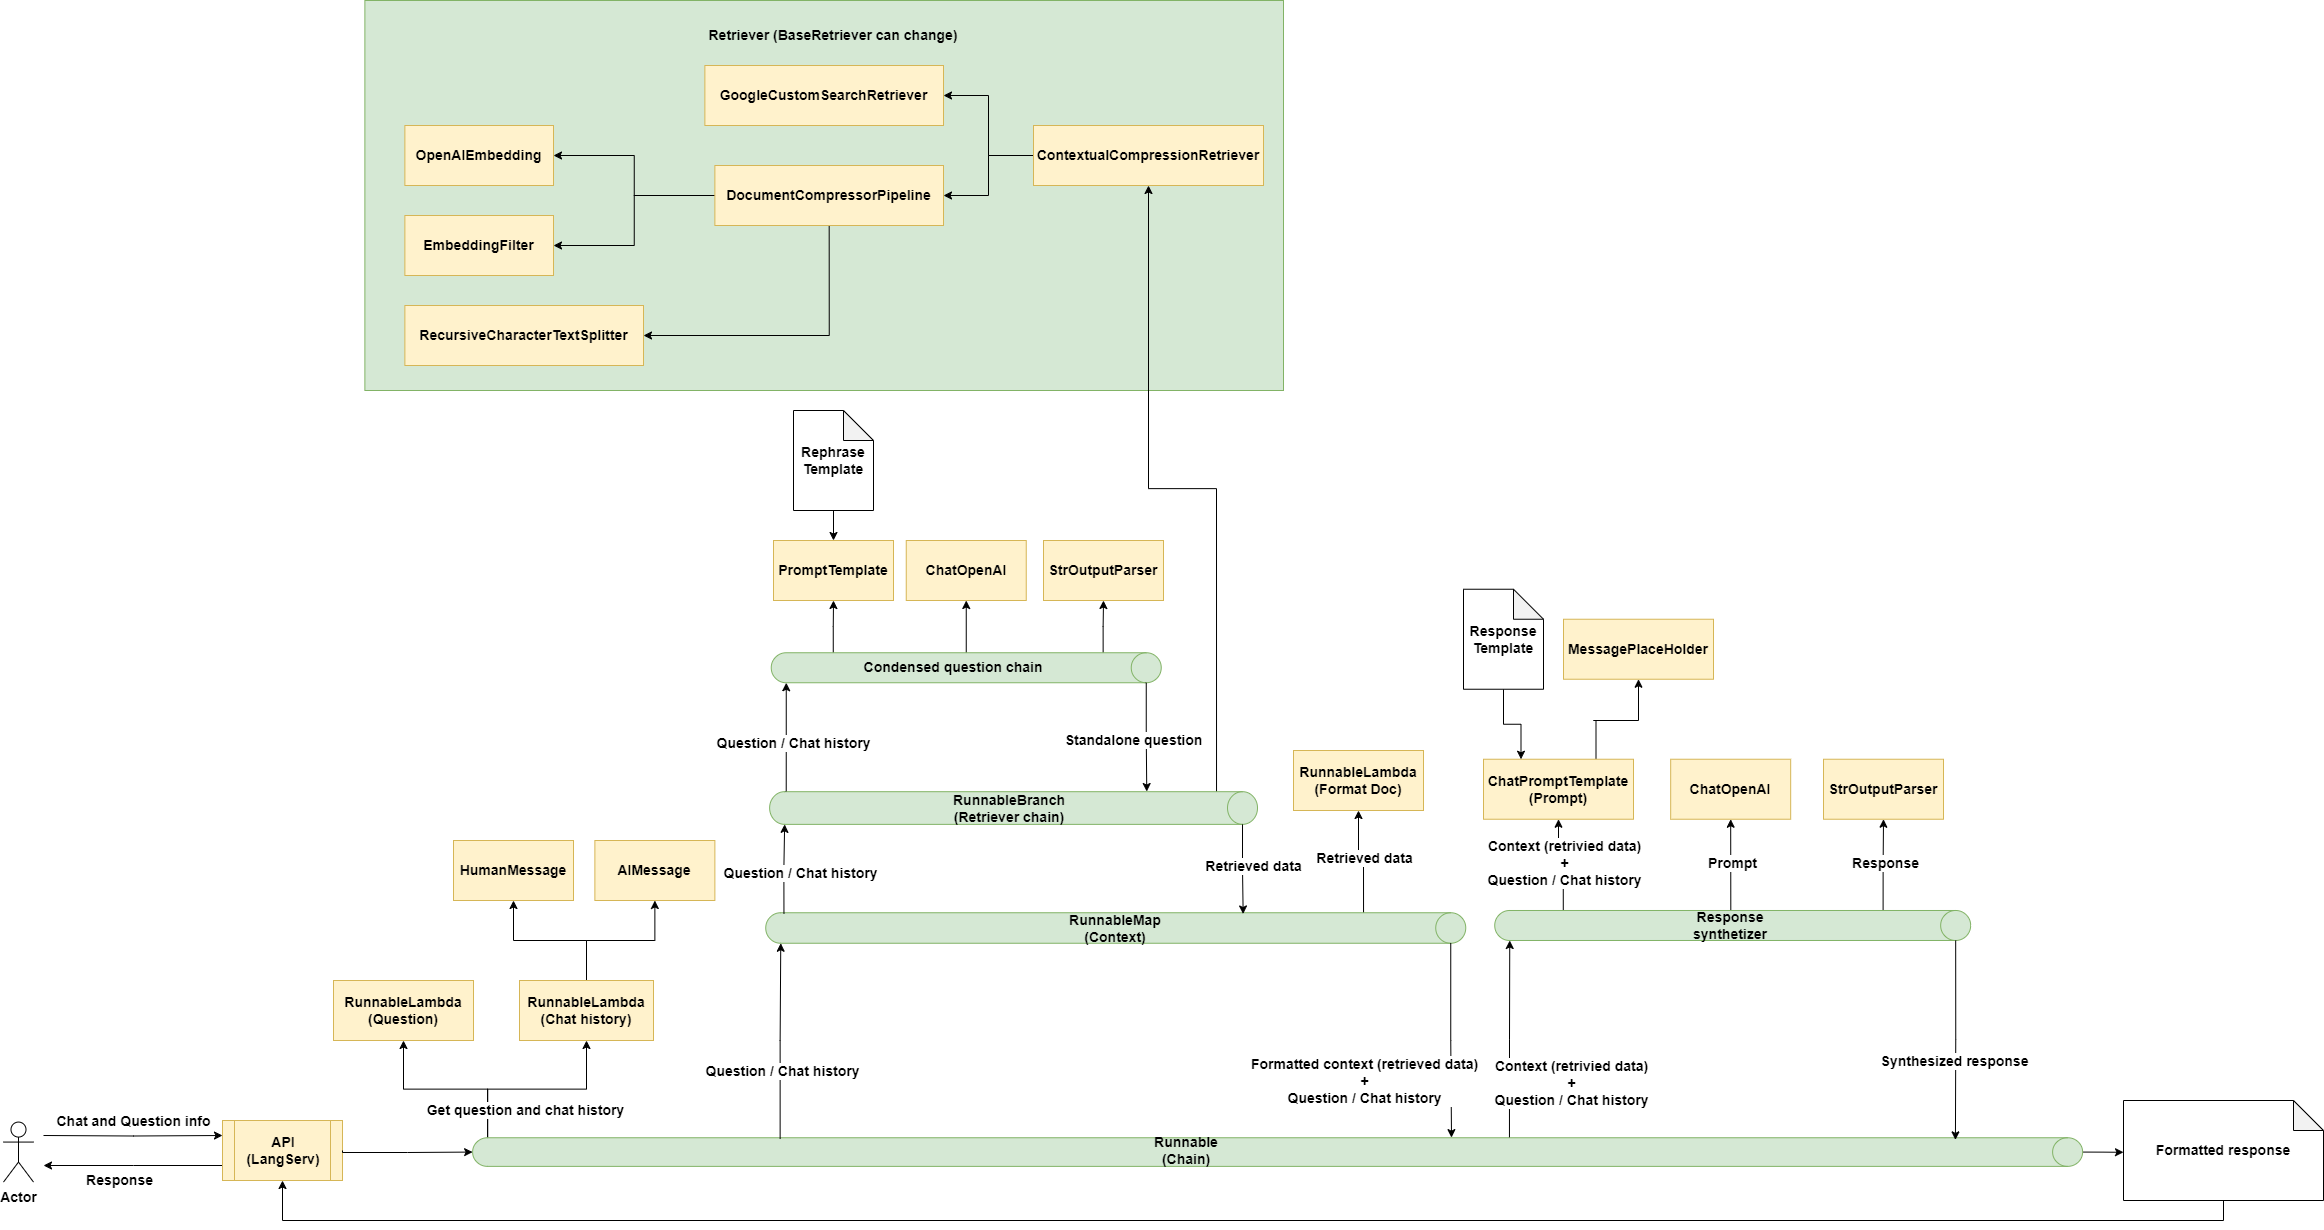 Retriever (BaseRetriever can change)
GoogleCustomSearchRetriever
OpenAIEmbedding
ContextualCompressionRetriever
DocumentCompressorPipeline
EmbeddingFilter
RecursiveCharacterTextSplitter
Rephrase
Template
PromptTemplate
ChatOpenAI
StrOutputParser
Condensed question chain
Response
Template
MessagePlaceHolder
Question / Chat history
Standalone question
RunnableLambda
(Format Doc)
ChatPromptTemplate
(Prompt)
ChatOpenAI
StrOutputParser
RunnableBranch
(Retriever chain)
HumanMessage
AIMessage
Question / Chat history
Retrieved data
Retrieved data
Context (retrivied data)
+
Question / Chat history
Prompt
Response
RunnableMap
(Context)
Response
synthetizer
RunnableLambda
(Question)
RunnableLambda
(Chat history)
Question / Chat history
Formatted context (retrieved data)
+
Question / Chat history
Context (retrivied data)
+
Question / Chat history
Synthesized response
Get question and chat history
Chat and Question info
API
(LangServ)
Response
Actor
Runnable
(Chain)
Formatted response